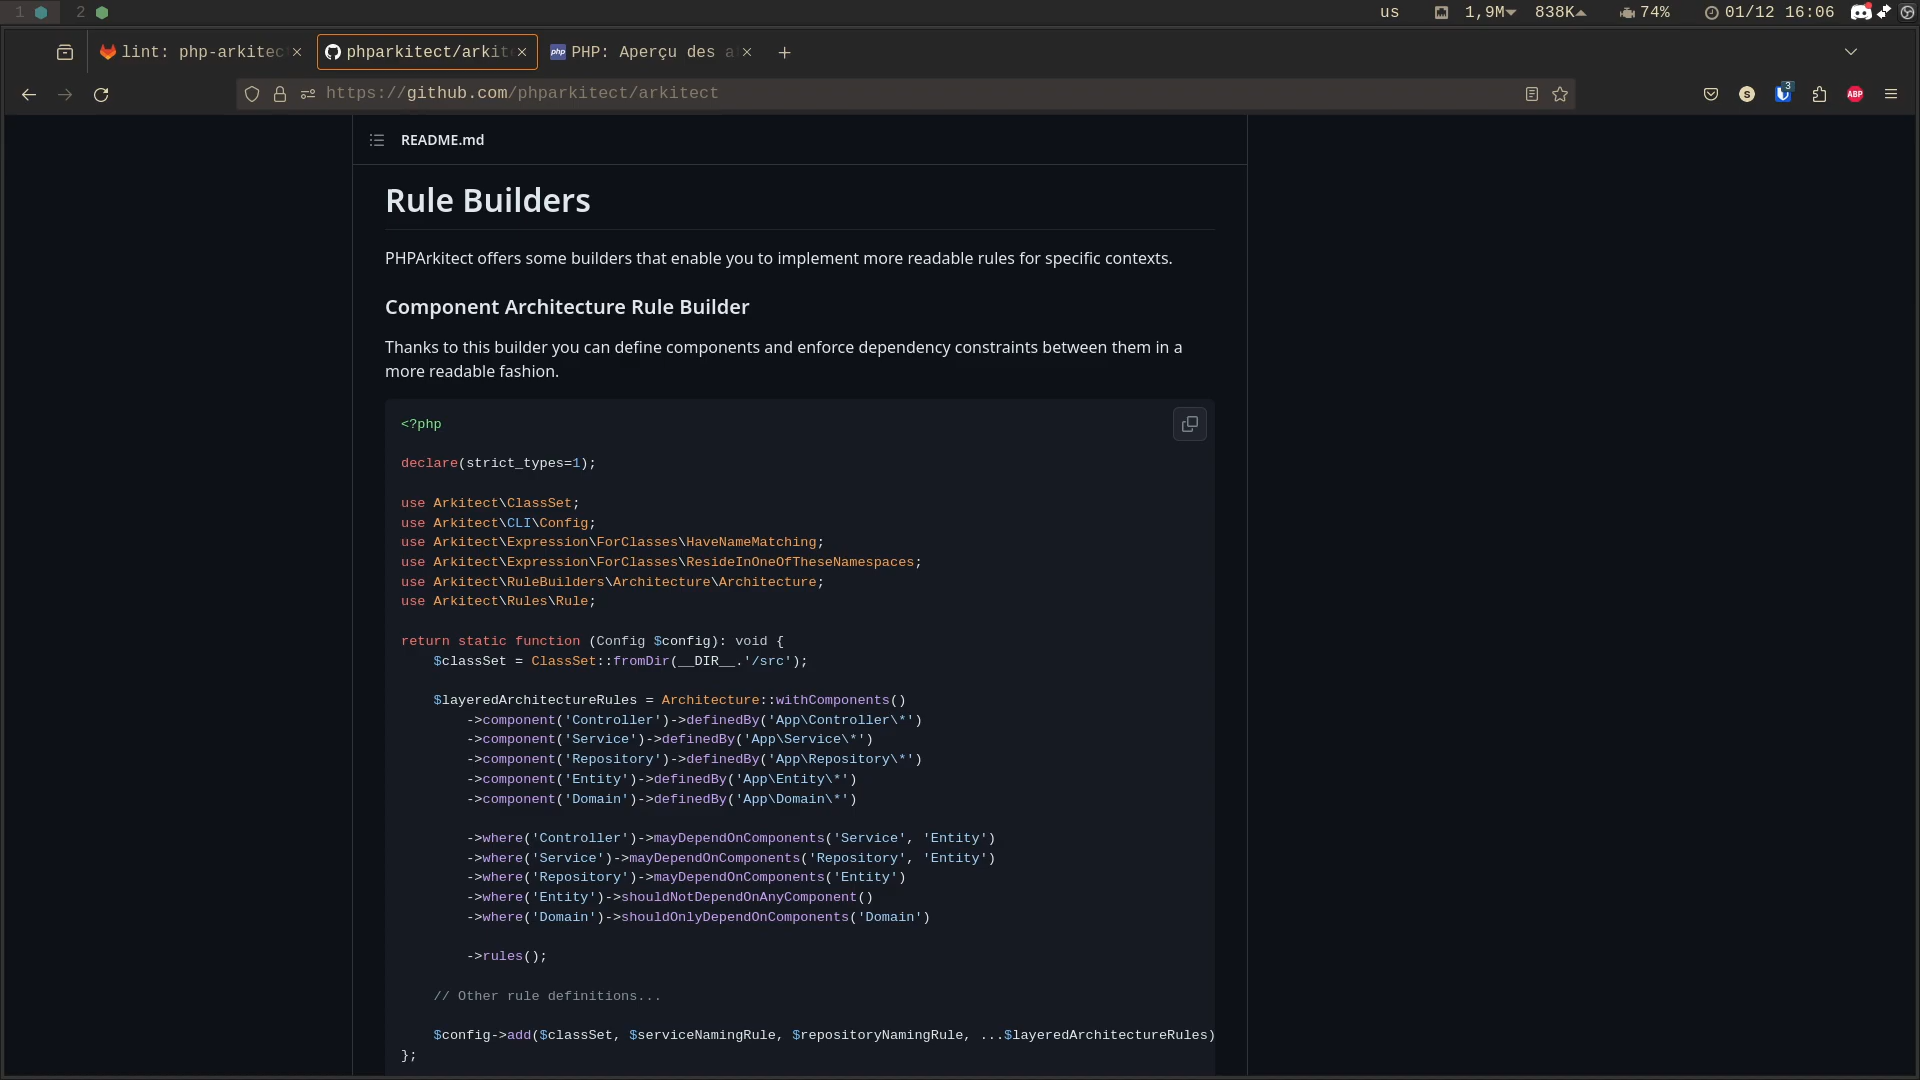 1 2 us 1,9M 838K 74% 01/12 16:06
lint: php-arkitec phparkitect/arkit PHP: Aperçu des a
https://github.com/phparkitect/arkitect S 3 ABP
README.md
Rule Builders
PHPArkitect offers some builders that enable you to implement more readable rules for specific contexts.
Component Architecture Rule Builder
Thanks to this builder you can define components and enforce dependency constraints between them in a
more readable fashion.
<?php
declare(strict_types=1);
use Arkitect\ClassSet;
use Arkitect\CLI\Config;
use Arkitect\Expression\ForClasses\HaveNameMatching;
use Arkitect\Expression\ForClasses\ResideInOneOfTheseNamespaces;
use Arkitect\RuleBuilders\Architecture\Architecture;
use Arkitect\Rules\Rule;
return static function (Config $config): void {
    $classSet = ClassSet::fromDir(__DIR__.'/src');
    $layeredArchitectureRules = Architecture::withComponents()
        ->component('Controller')->definedBy('App\Controller\*')
        ->component('Service')->definedBy('App\Service\*')
        ->component('Repository')->definedBy('App\Repository\*')
        ->component('Entity')->definedBy('App\Entity\*')
        ->component('Domain')->definedBy('App\Domain\*')
        ->where('Controller')->mayDependOnComponents('Service', 'Entity')
        ->where('Service')->mayDependOnComponents('Repository', 'Entity')
        ->where('Repository')->mayDependOnComponents('Entity')
        ->where('Entity')->shouldNotDependOnAnyComponent()
        ->where('Domain')->shouldOnlyDependOnComponents('Domain')
        ->rules();
    // Other rule definitions...
    $config->add($classSet, $serviceNamingRule, $repositoryNamingRule, ...$layeredArchitectureRules)
};